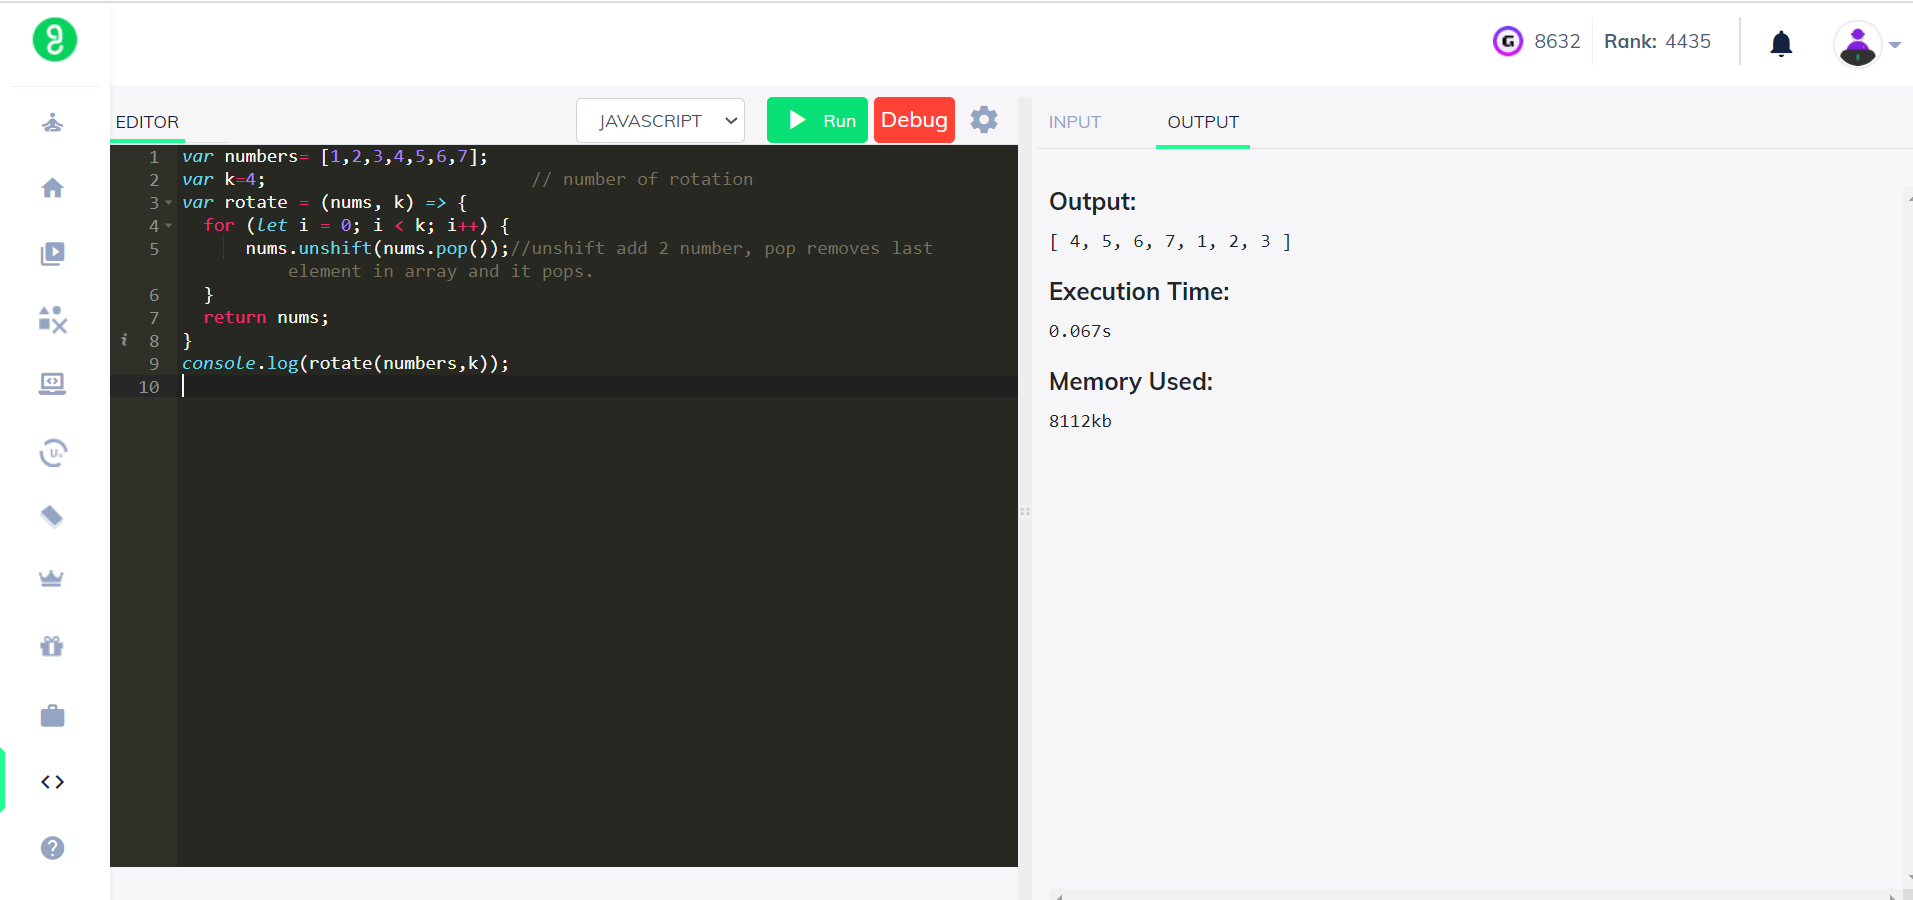 8632 Rank: 4435
EDITOR JAVASCRIPT Run Debug INPUT OUTPUT
1 var numbers= [1,2,3,4,5,6,7];
2 var k=4; // number of rotation
3 var rotate = (nums, k) => {
4 for (let i = 0; i < k; i++) {
5 nums.unshift(nums.pop());//unshift add 2 number, pop removes last
element in array and it pops.
6 }
7 return nums;
8 }
9 console.log(rotate(numbers,k));
10
Output:
[ 4, 5, 6, 7, 1, 2, 3 ]
Execution Time:
0.067s
Memory Used:
8112kb